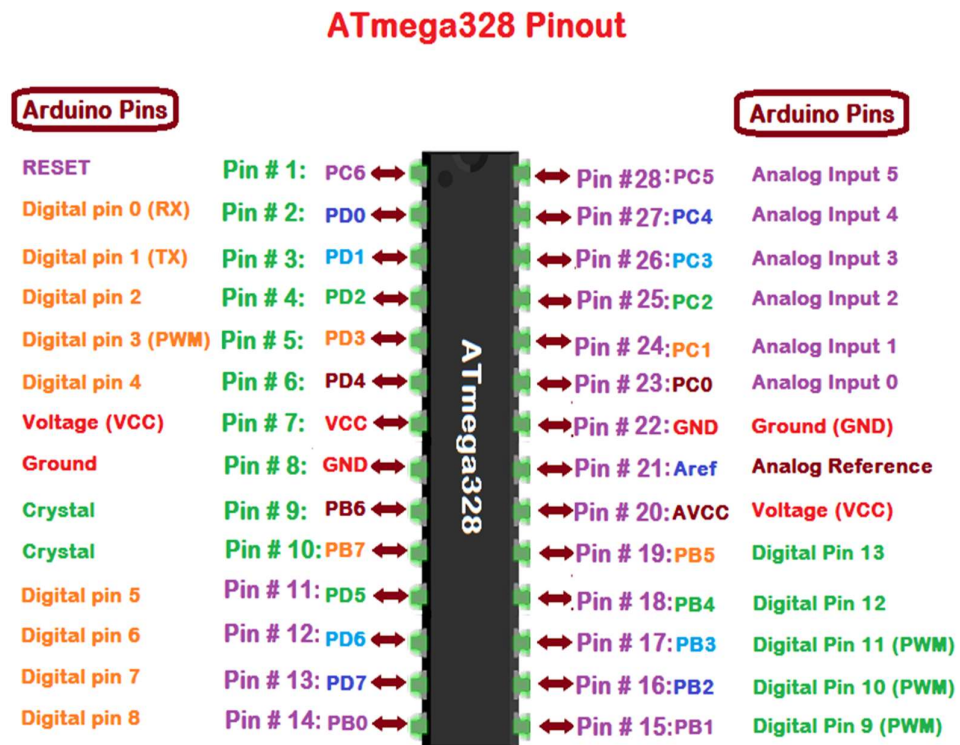 ATmega328 Pinout
Arduino Pins
Arduino Pins
RESET Pin # 1: PC6 Pin #28: PC5 Analog Input 5
Digital pin 0 (RX) Pin # 2: PD0 Pin # 27: PC4 Analog Input 4
Digital pin 1 (TX) Pin # 3: PD1 Pin # 26: PC3 Analog Input 3
Digital pin 2 Pin # 4: PD2 Pin # 25: PC2 Analog Input 2
Digital pin 3 (PWM) Pin # 5: PD3 Pin # 24: PC1 Analog Input 1
Digital pin 4 Pin # 6: PD4 Pin # 23: PC0 Analog Input 0
Voltage (VCC) Pin # 7: VCC Pin # 22: GND Ground (GND)
Ground Pin # 8: GND Pin # 21: Aref Analog Reference
Crystal Pin # 9: PB6 Pin # 20: AVCC Voltage (VCC)
Crystal Pin # 10: PB7 Pin # 19: PB5 Digital Pin 13
Digital pin 5 Pin # 11: PD5 Pin # 18: PB4 Digital Pin 12
Digital pin 6 Pin # 12: PD6 Pin # 17: PB3 Digital Pin 11 (PWM)
Digital pin 7 Pin # 13: PD7 Pin # 16: PB2 Digital Pin 10 (PWM)
Digital pin 8 Pin # 14: PB0 Pin # 15: PB1 Digital Pin 9 (PWM)
ATmega328